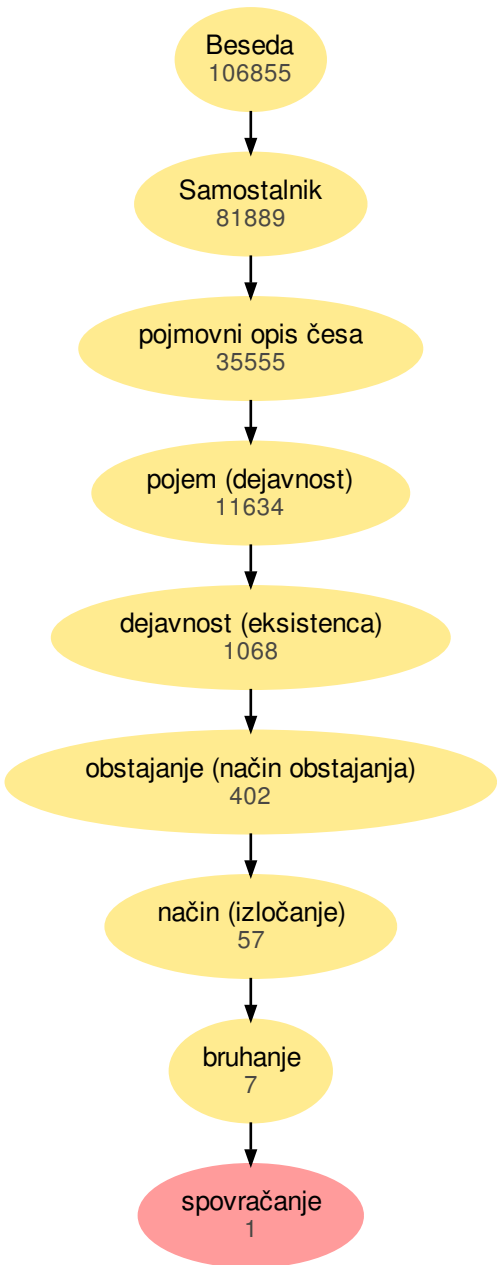 Beseda
106855
Samostalnik
81889
pojmovni opis česa
35555
pojem (dejavnost)
11634
dejavnost (eksistenca)
1068
obstajanje (način obstajanja)
402
način (izločanje)
57
bruhanje
7
spovračanje
1